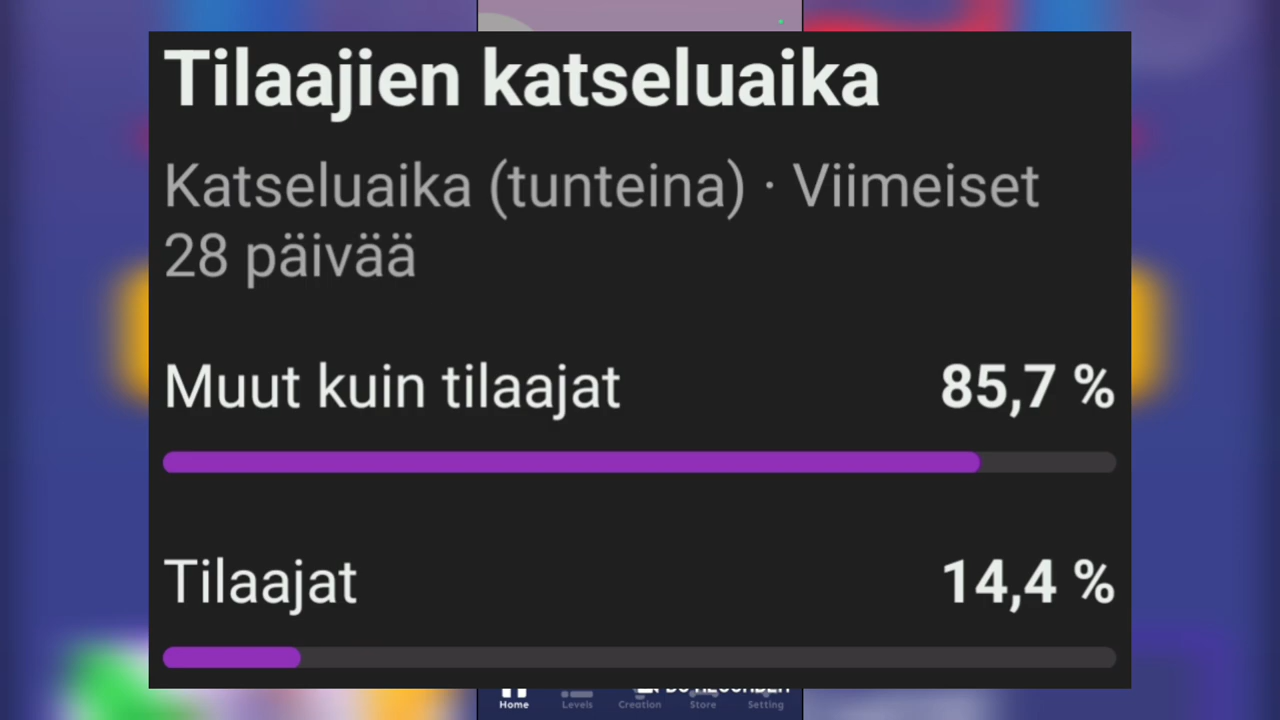 Tilaajien katseluaika
Katseluaika (tunteina) · Viimeiset
28 päivää
Muut kuin tilaajat 85,7 %
Tilaajat 14,4 %
Home Levels Creation Store Setting